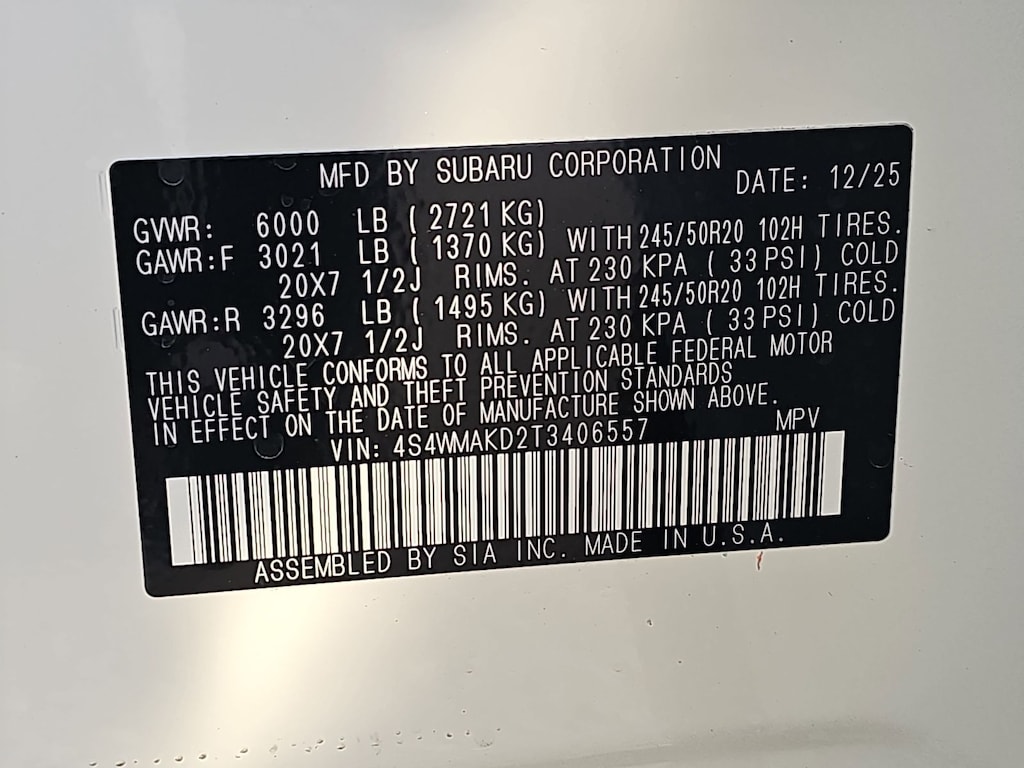 MFD BY SUBARU CORPORATION
DATE: 12/25
GVWR: 6000 LB (2721 KG)
GAWR:F 3021 LB (1370 KG) WITH 245/50R20 102H TIRES.
20X7 1/2J RIMS. AT 230 KPA (33 PSI) COLD
GAWR:R 3296 LB (1495 KG) WITH 245/50R20 102H TIRES.
20X7 1/2J RIMS. AT 230 KPA (33 PSI) COLD
THIS VEHICLE CONFORMS TO ALL APPLICABLE FEDERAL MOTOR
VEHICLE SAFETY AND THEFT PREVENTION STANDARDS
IN EFFECT ON THE DATE OF MANUFACTURE SHOWN ABOVE.
VIN: 4S4WMAKD2T3406557 MPV
ASSEMBLED BY SIA INC. MADE IN U.S.A.